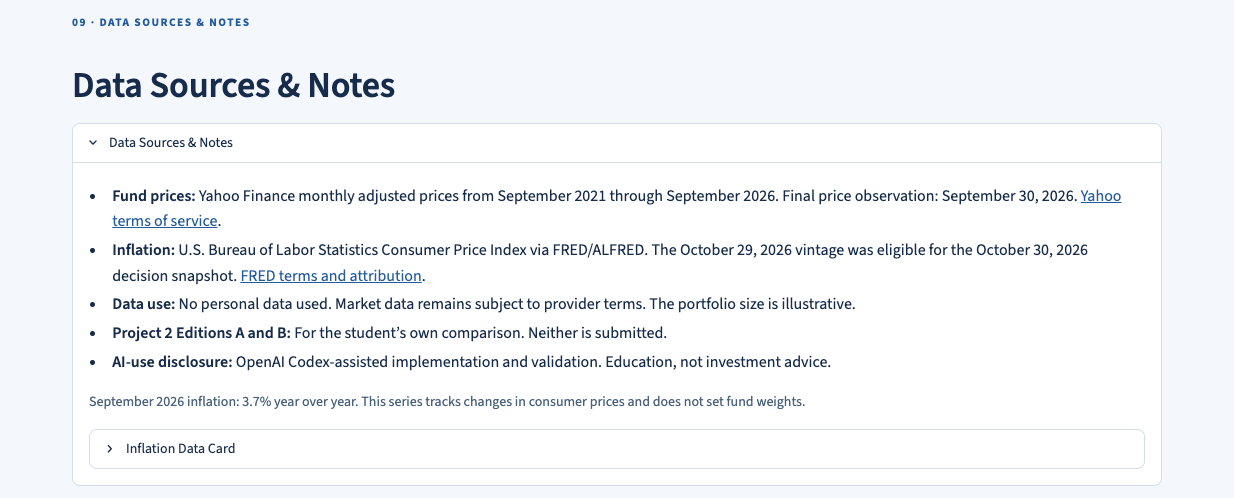 09 · DATA SOURCES & NOTES
Data Sources & Notes
Data Sources & Notes
• Fund prices: Yahoo Finance monthly adjusted prices from September 2021 through September 2026. Final price observation: September 30, 2026. Yahoo
terms of service.
• Inflation: U.S. Bureau of Labor Statistics Consumer Price Index via FRED/ALFRED. The October 29, 2026 vintage was eligible for the October 30, 2026
decision snapshot. FRED terms and attribution.
• Data use: No personal data used. Market data remains subject to provider terms. The portfolio size is illustrative.
• Project 2 Editions A and B: For the student’s own comparison. Neither is submitted.
• AI-use disclosure: OpenAI Codex-assisted implementation and validation. Education, not investment advice.
September 2026 inflation: 3.7% year over year. This series tracks changes in consumer prices and does not set fund weights.
Inflation Data Card